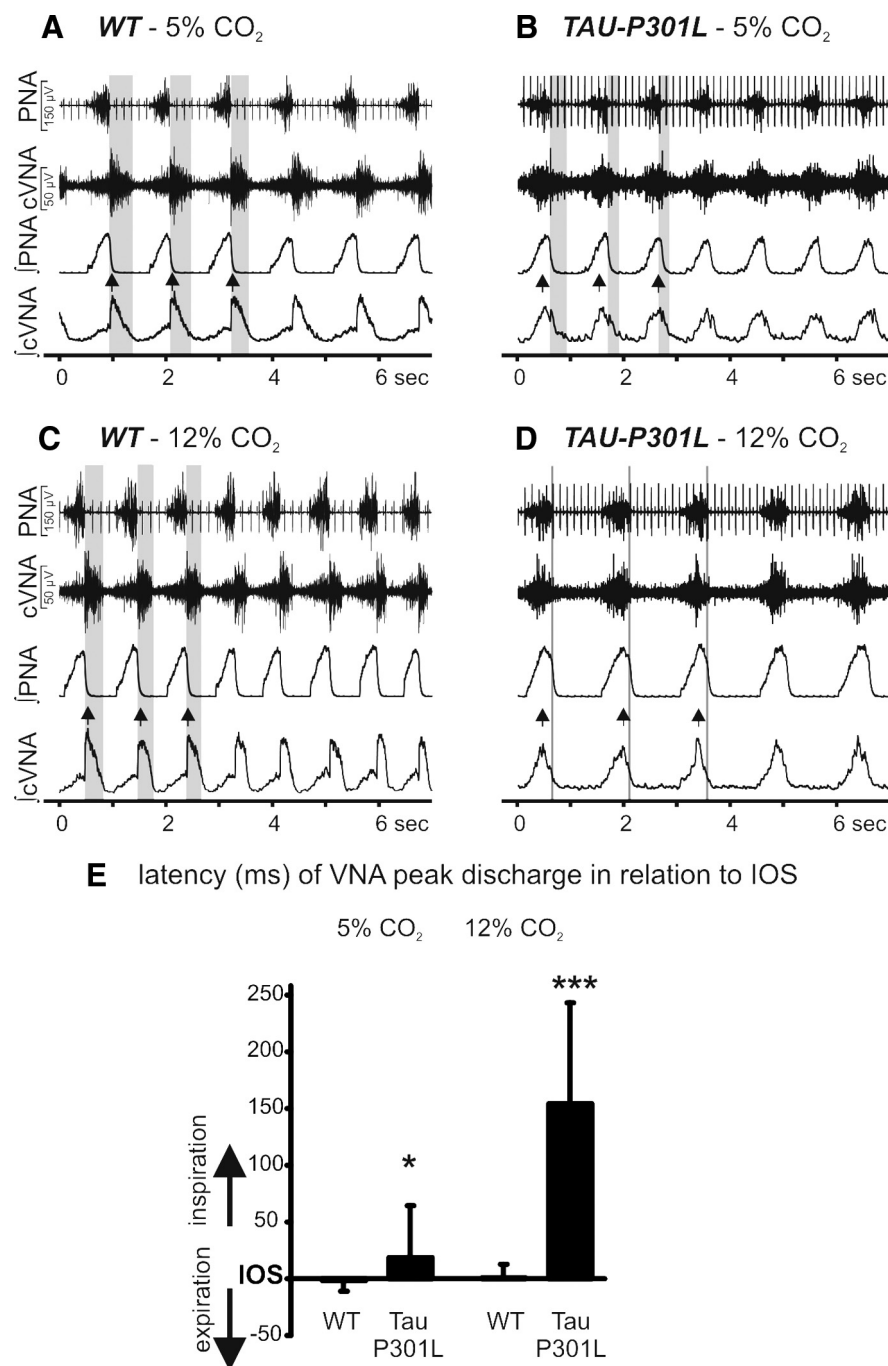 A WT - 5% CO₂
PNA
150 µV
cVNA
50 µV
∫PNA
∫cVNA
0 2 4 6 sec
B TAU-P301L - 5% CO₂
0 2 4 6 sec
C WT - 12% CO₂
PNA
150 µV
cVNA
50 µV
∫PNA
∫cVNA
0 2 4 6 sec
D TAU-P301L - 12% CO₂
0 2 4 6 sec
E latency (ms) of VNA peak discharge in relation to IOS
5% CO₂ 12% CO₂
250
200
150
100
50
IOS
-50
inspiration
expiration
*
***
WT
Tau
P301L
WT
Tau
P301L